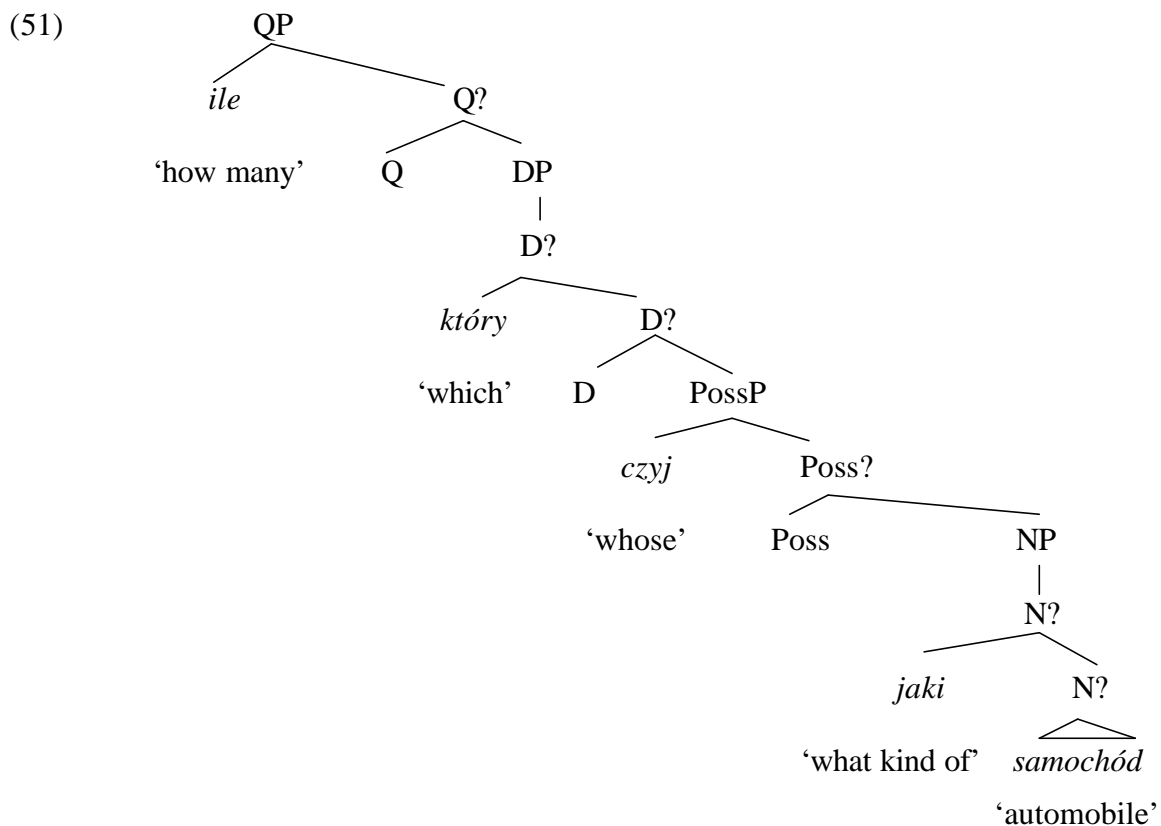 (51) QP
ile Q?
‘how many’ Q DP
D?
który D?
‘which’ D PossP
czyj Poss?
‘whose’ Poss NP
N?
jaki N?
‘what kind of’ samochód
‘automobile’